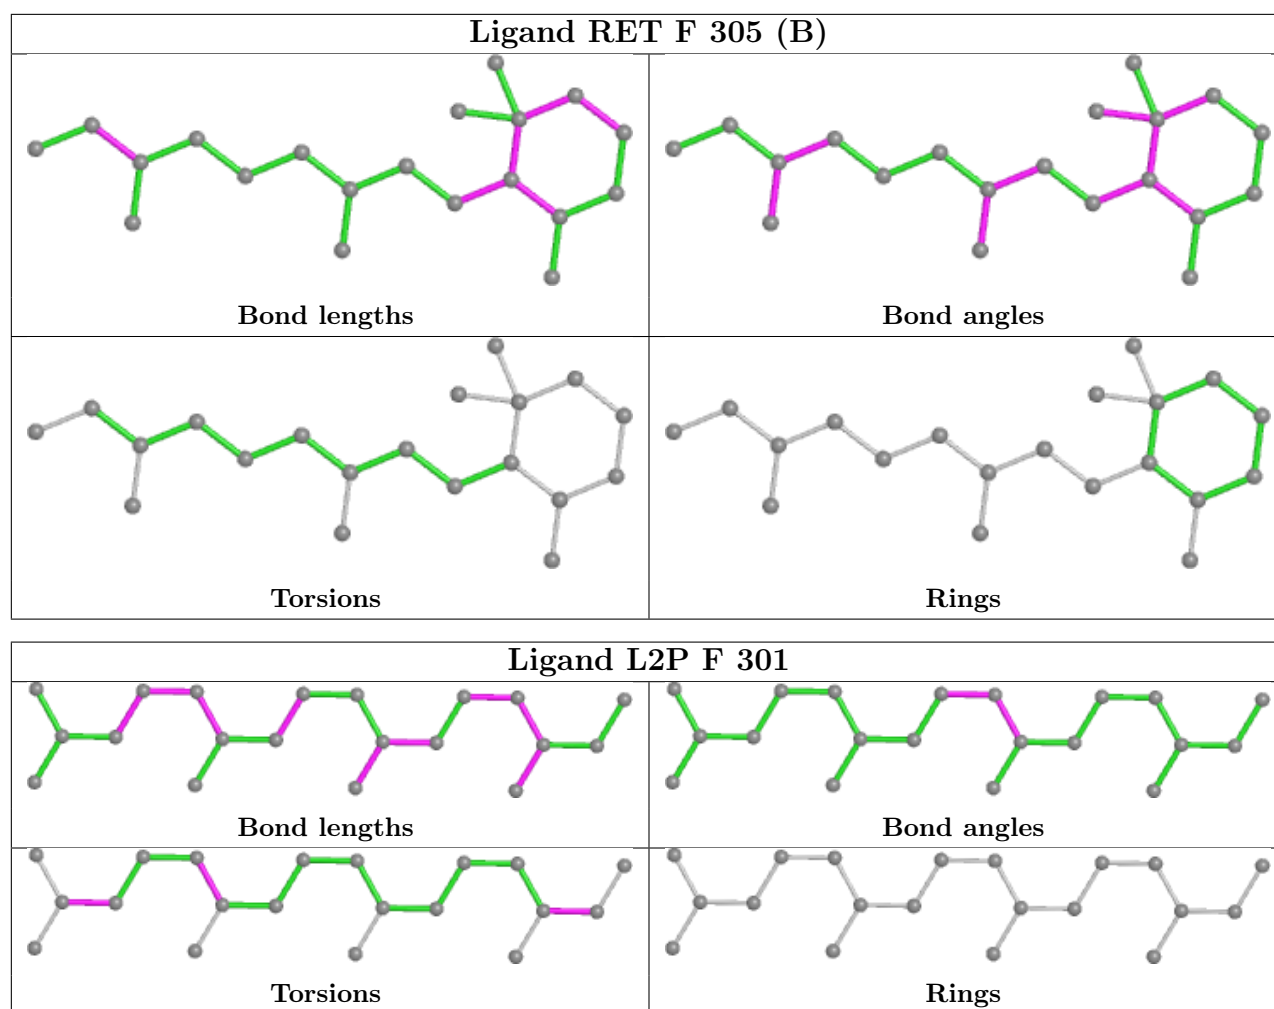 Ligand RET F 305 (B)
Bond lengths
Bond angles
Torsions
Rings
Ligand L2P F 301
Bond lengths
Bond angles
Torsions
Rings